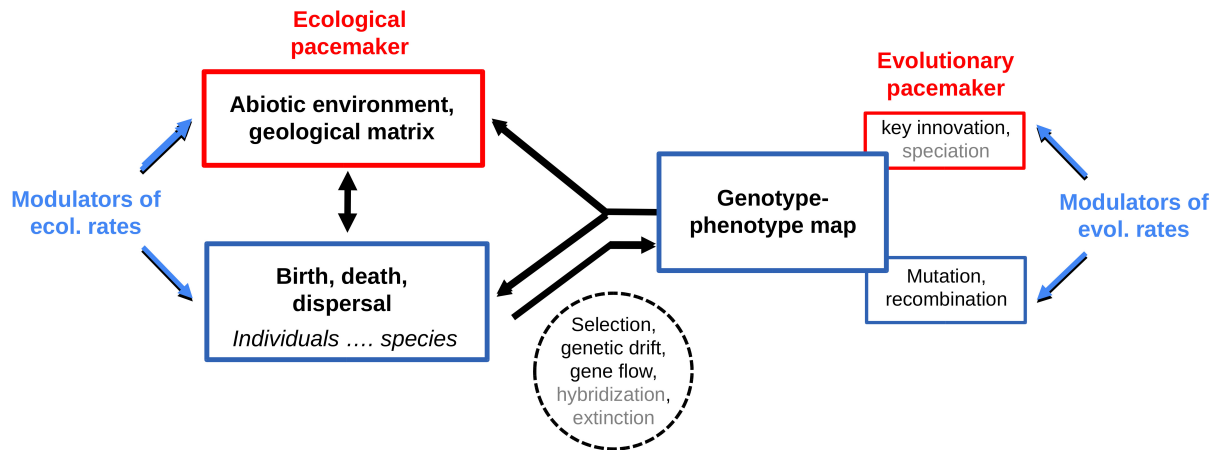 Ecological
pacemaker
Abiotic environment,
geological matrix
Modulators of
ecol. rates
Birth, death,
dispersal
Individuals …. species
Selection,
genetic drift,
gene flow,
hybridization,
extinction
Genotype-
phenotype map
Evolutionary
pacemaker
key innovation,
speciation
Modulators of
evol. rates
Mutation,
recombination